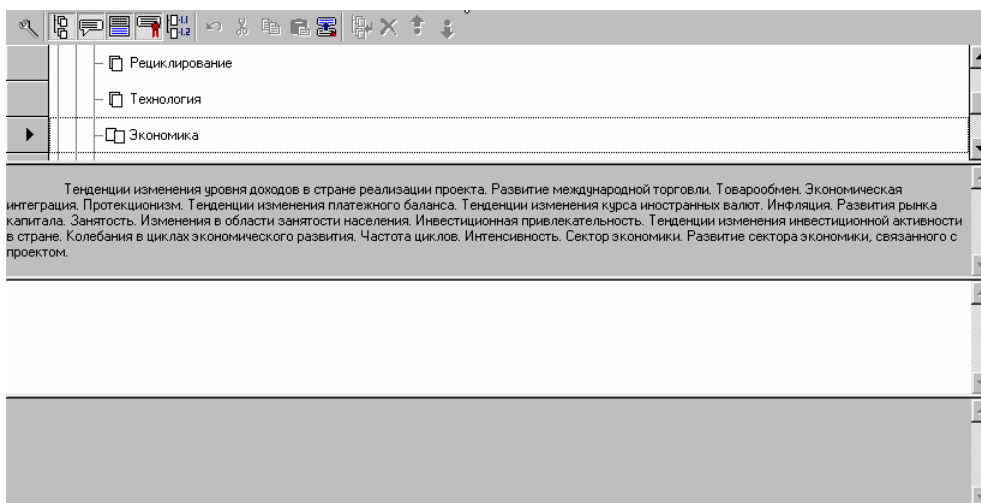 Рециклирование
Технология
Экономика
Тенденции изменения уровня доходов в стране реализации проекта. Развитие международной торговли. Товарообмен. Экономическая
интеграция. Протекционизм. Тенденции изменения платежного баланса. Тенденции изменения курса иностранных валют. Инфляция. Развития рынка
капитала. Занятость. Изменения в области занятости населения. Инвестиционная привлекательность. Тенденции изменения инвестиционной активности
в стране. Колебания в циклах экономического развития. Частота циклов. Интенсивность. Сектор экономики. Развитие сектора экономики, связанного с
проектом.